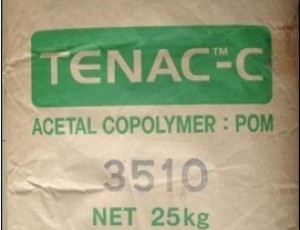 TENAC™-C
ACETAL COPOLYMER : POM
3510
NET 25kg